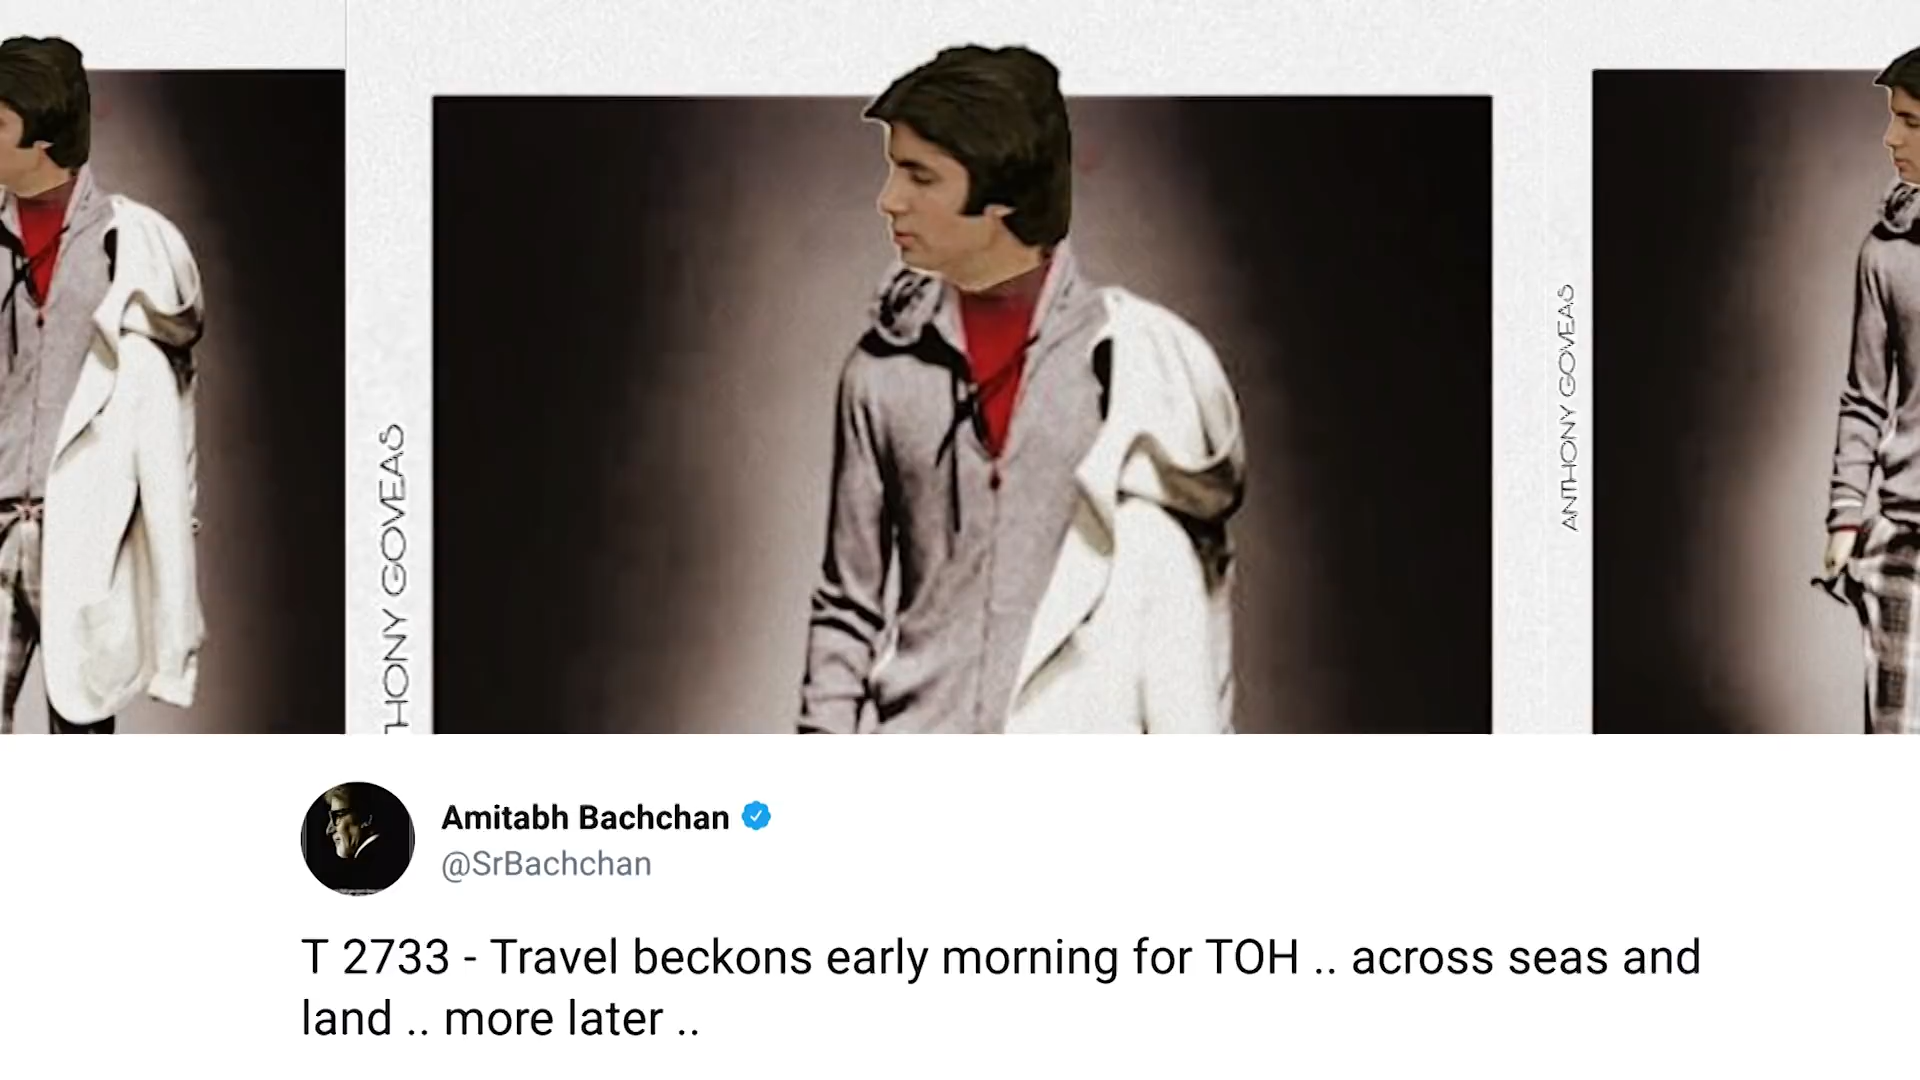 HONY GOVEAS
ANTHONY GOVEAS
Amitabh Bachchan
@SrBachchan
T 2733 - Travel beckons early morning for TOH .. across seas and
land .. more later ..